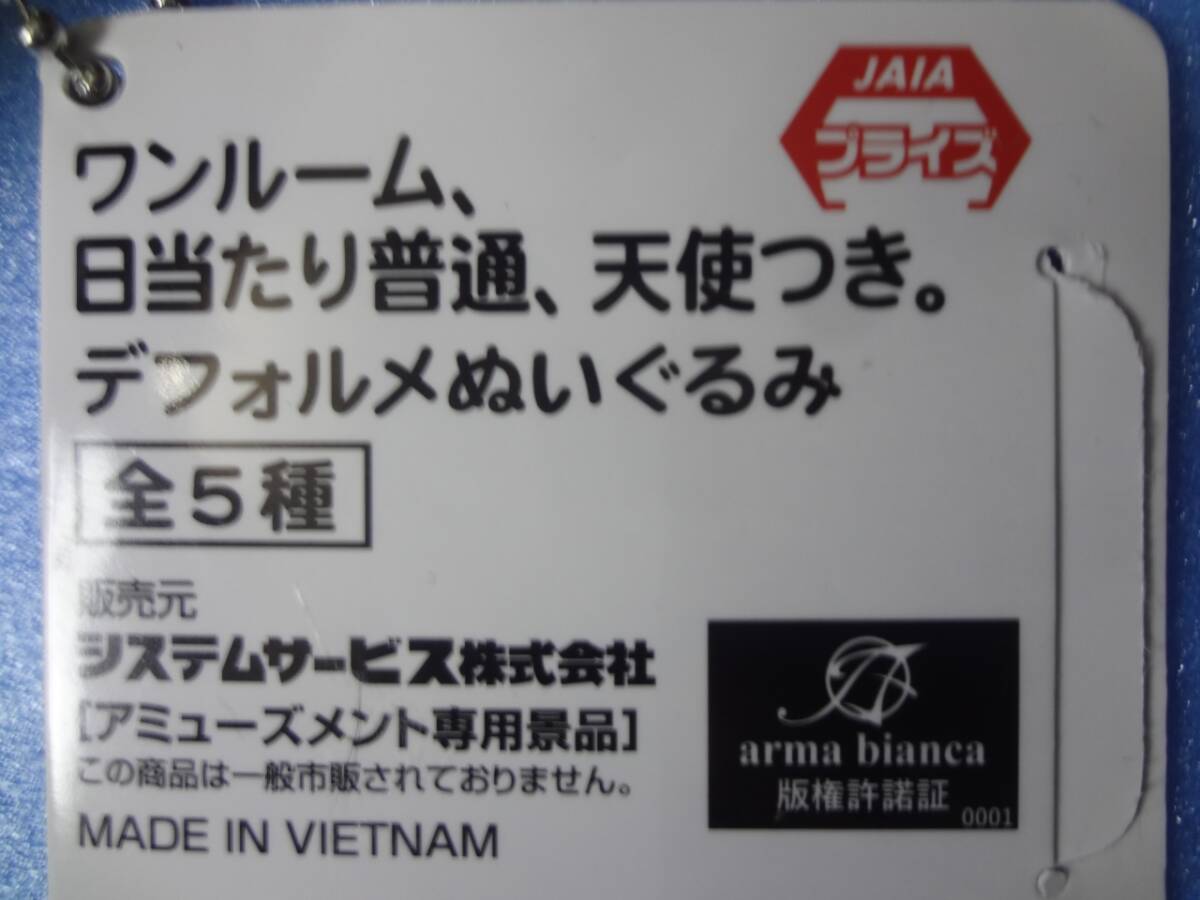 JAIA
プライズ
ワンルーム、
日当たり普通、天使つき。
デフォルメぬいぐるみ
全5種
販売元
システムサービス株式会社
[アミューズメント専用景品]
この商品は一般市販されておりません。
MADE IN VIETNAM
arma bianca
版権許諾証
0001